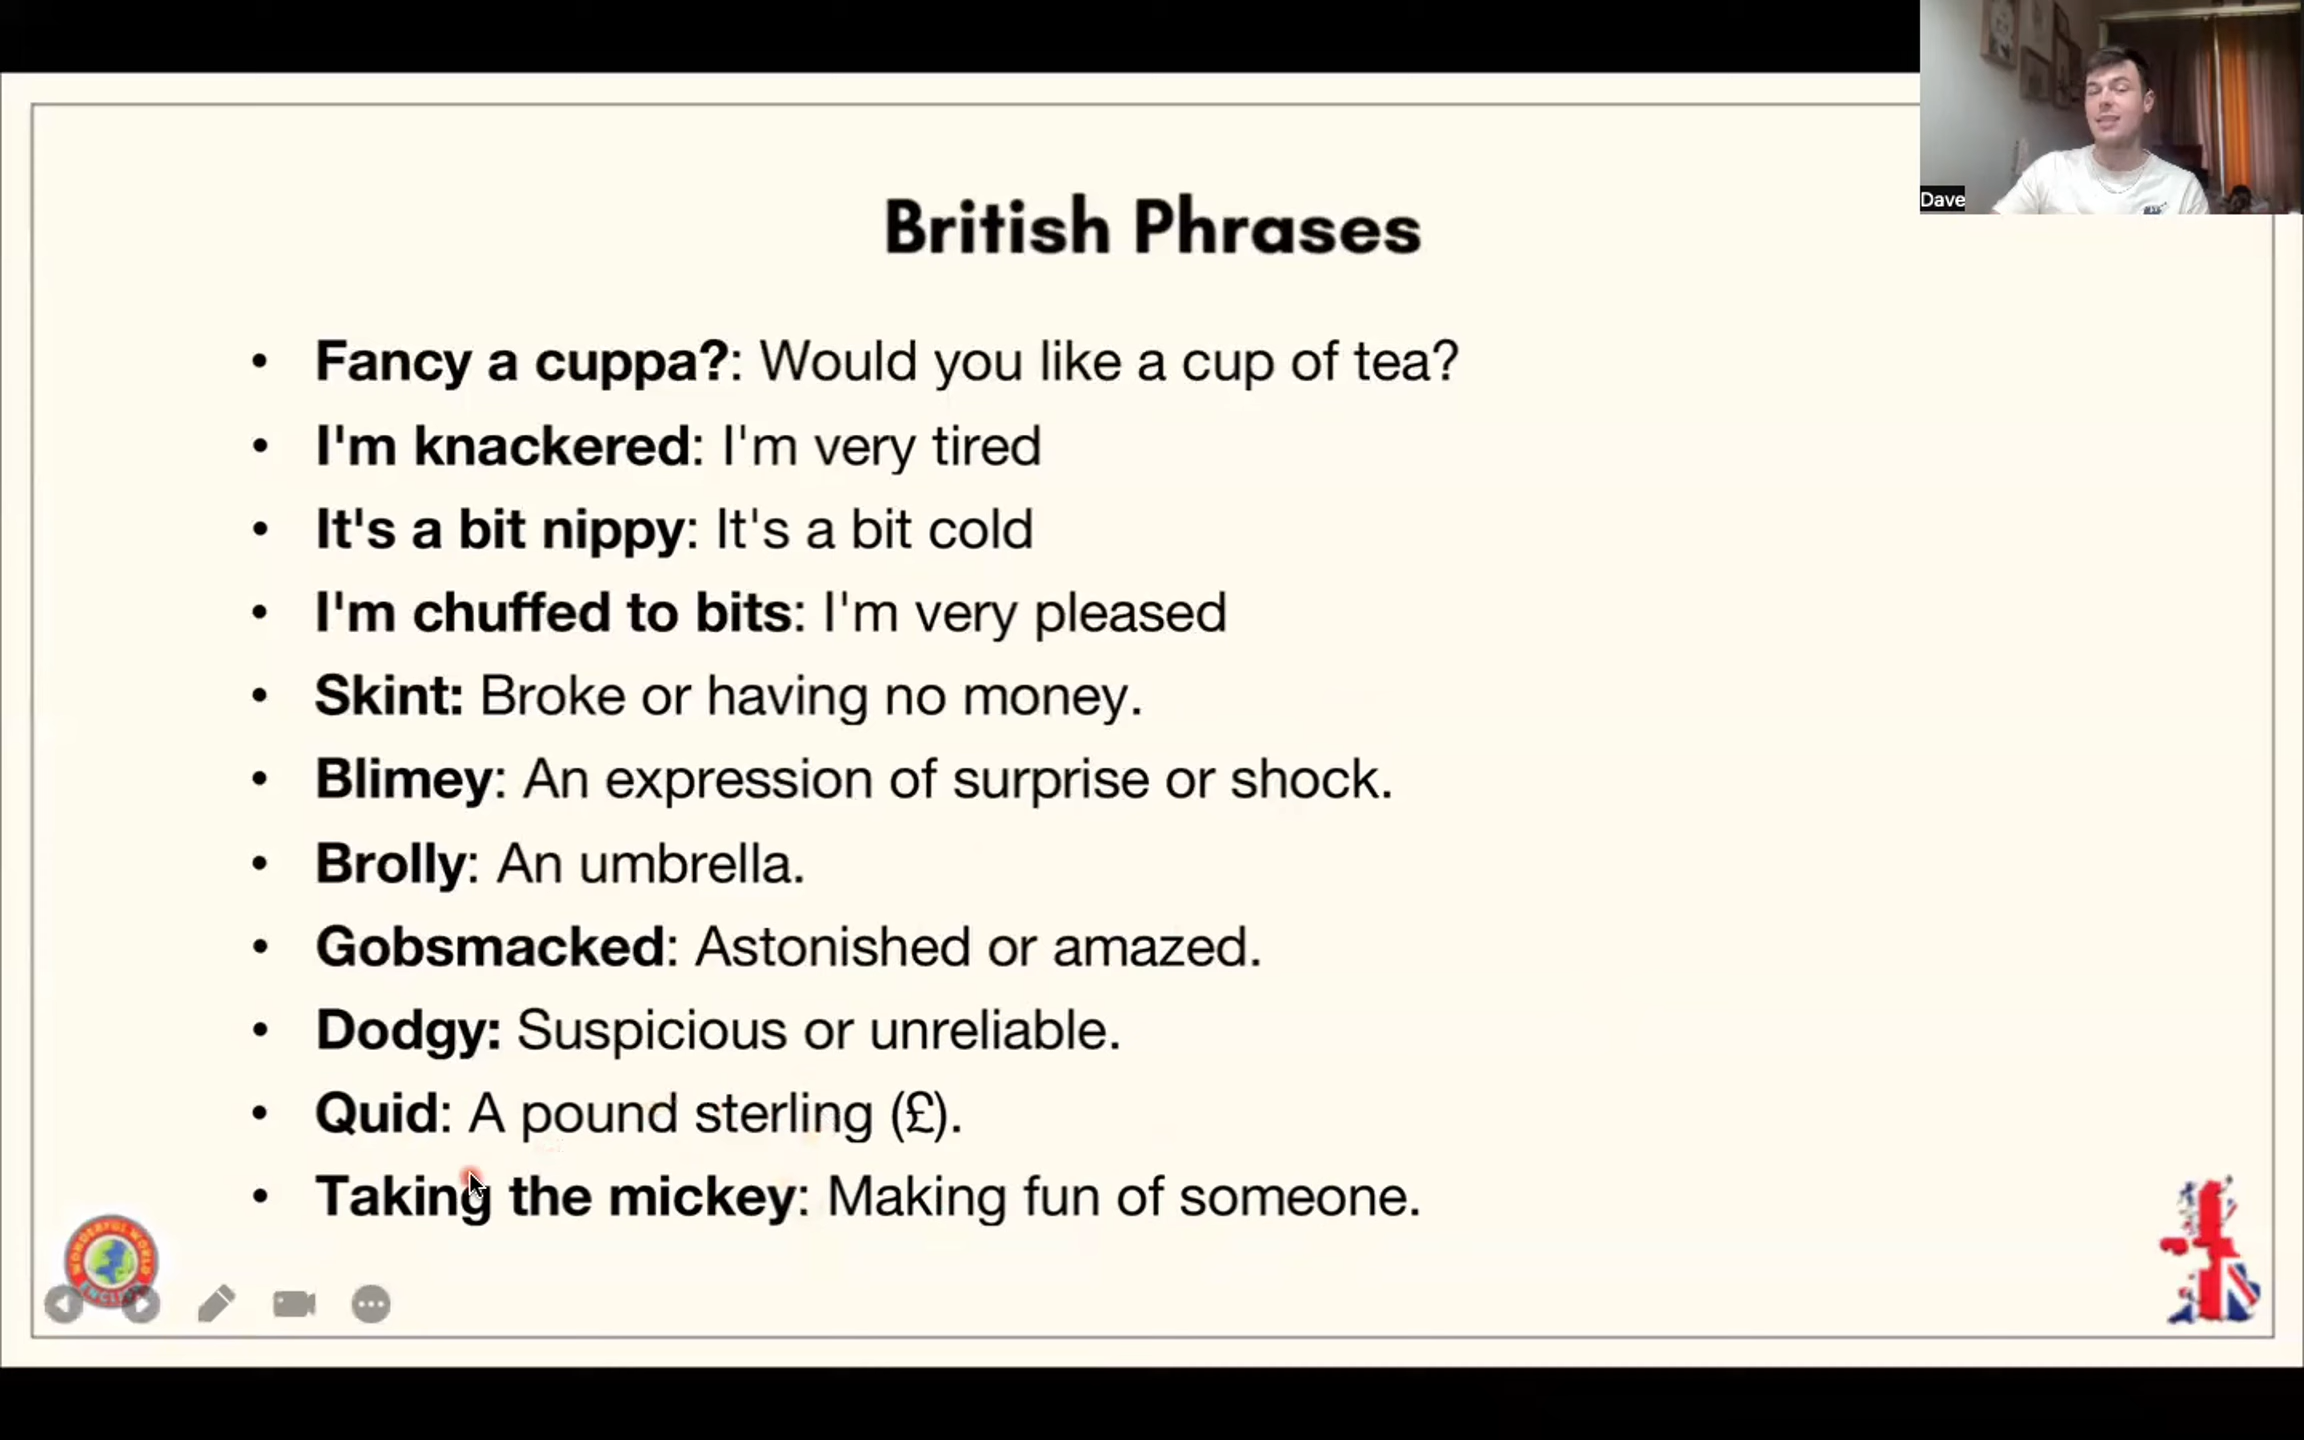 Dave
British Phrases
• Fancy a cuppa?: Would you like a cup of tea?
• I'm knackered: I'm very tired
• It's a bit nippy: It's a bit cold
• I'm chuffed to bits: I'm very pleased
• Skint: Broke or having no money.
• Blimey: An expression of surprise or shock.
• Brolly: An umbrella.
• Gobsmacked: Astonished or amazed.
• Dodgy: Suspicious or unreliable.
• Quid: A pound sterling (£).
• Taking the mickey: Making fun of someone.
WONDERFUL WORLD
ENGLISH